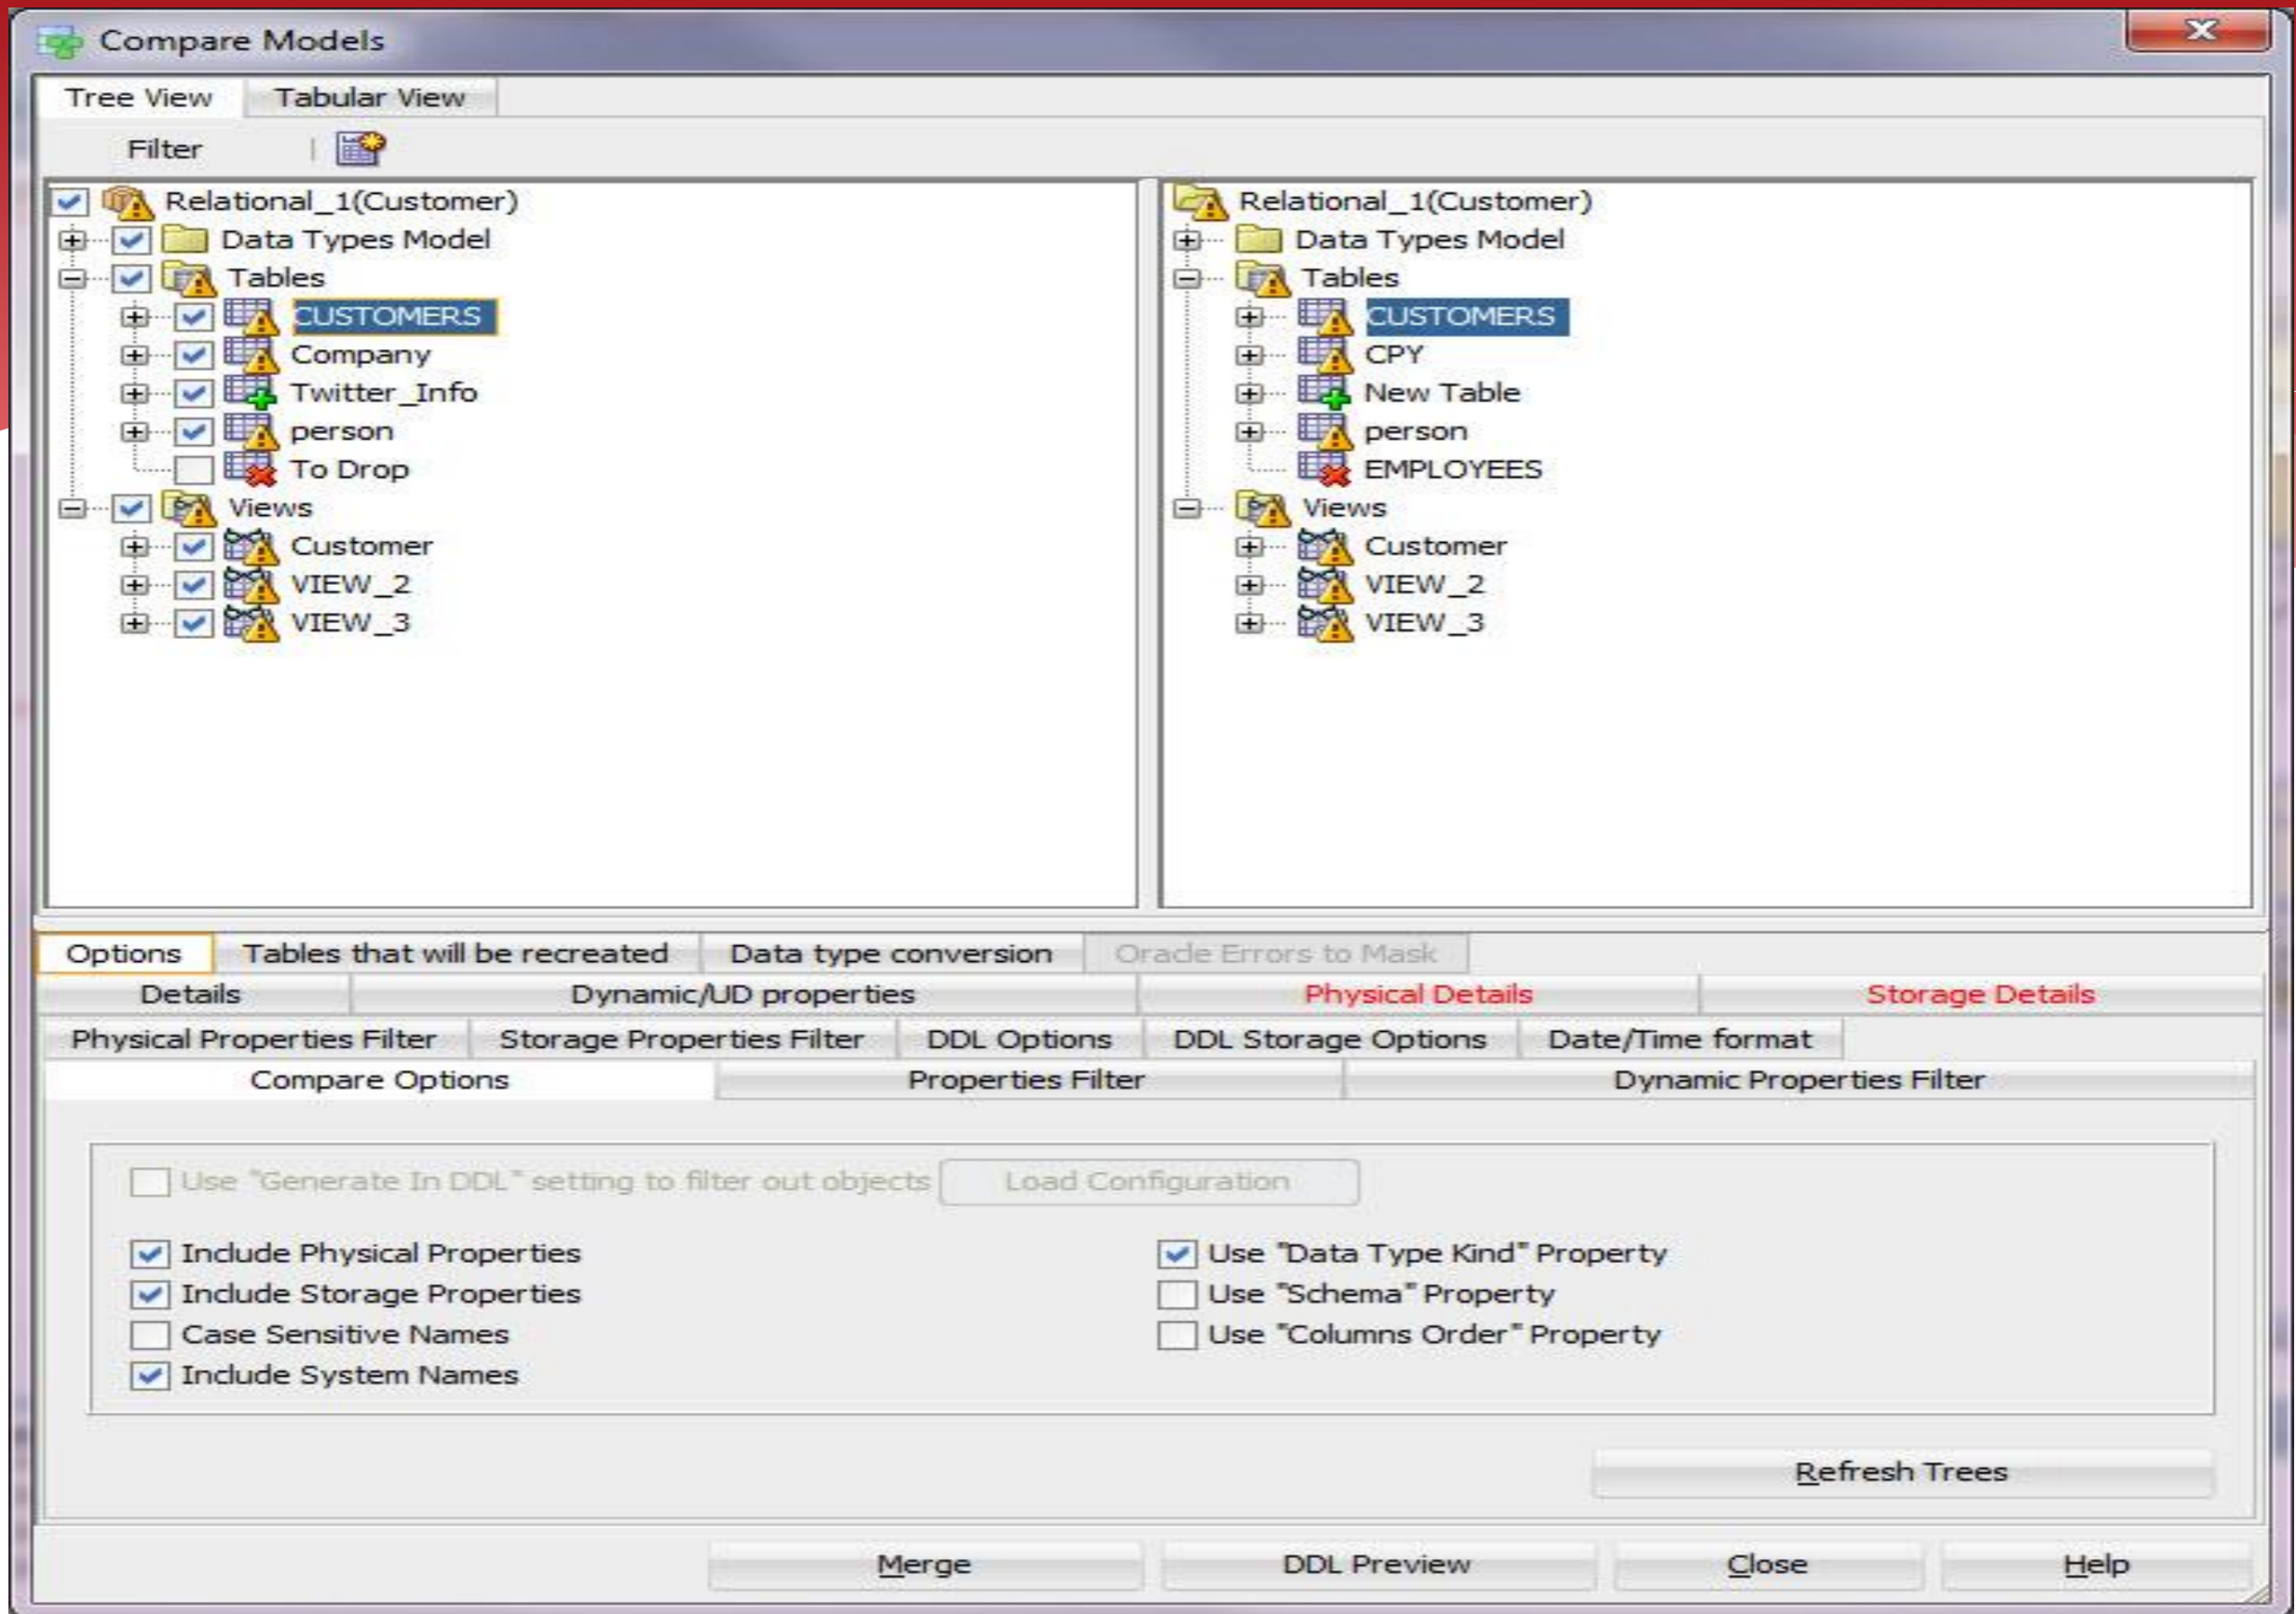 Compare Models
Tree View Tabular View
Filter
Relational_1(Customer)
Data Types Model
Tables
CUSTOMERS
Company
Twitter_Info
person
To Drop
Views
Customer
VIEW_2
VIEW_3
Relational_1(Customer)
Data Types Model
Tables
CUSTOMERS
CPY
New Table
person
EMPLOYEES
Views
Customer
VIEW_2
VIEW_3
Options Tables that will be recreated Data type conversion Oracle Errors to Mask
Details Dynamic/UD properties Physical Details Storage Details
Physical Properties Filter Storage Properties Filter DDL Options DDL Storage Options Date/Time format
Compare Options Properties Filter Dynamic Properties Filter
Use "Generate In DDL" setting to filter out objects Load Configuration
Include Physical Properties Use "Data Type Kind" Property
Include Storage Properties Use "Schema" Property
Case Sensitive Names Use "Columns Order" Property
Include System Names
Refresh Trees
Merge DDL Preview Close Help